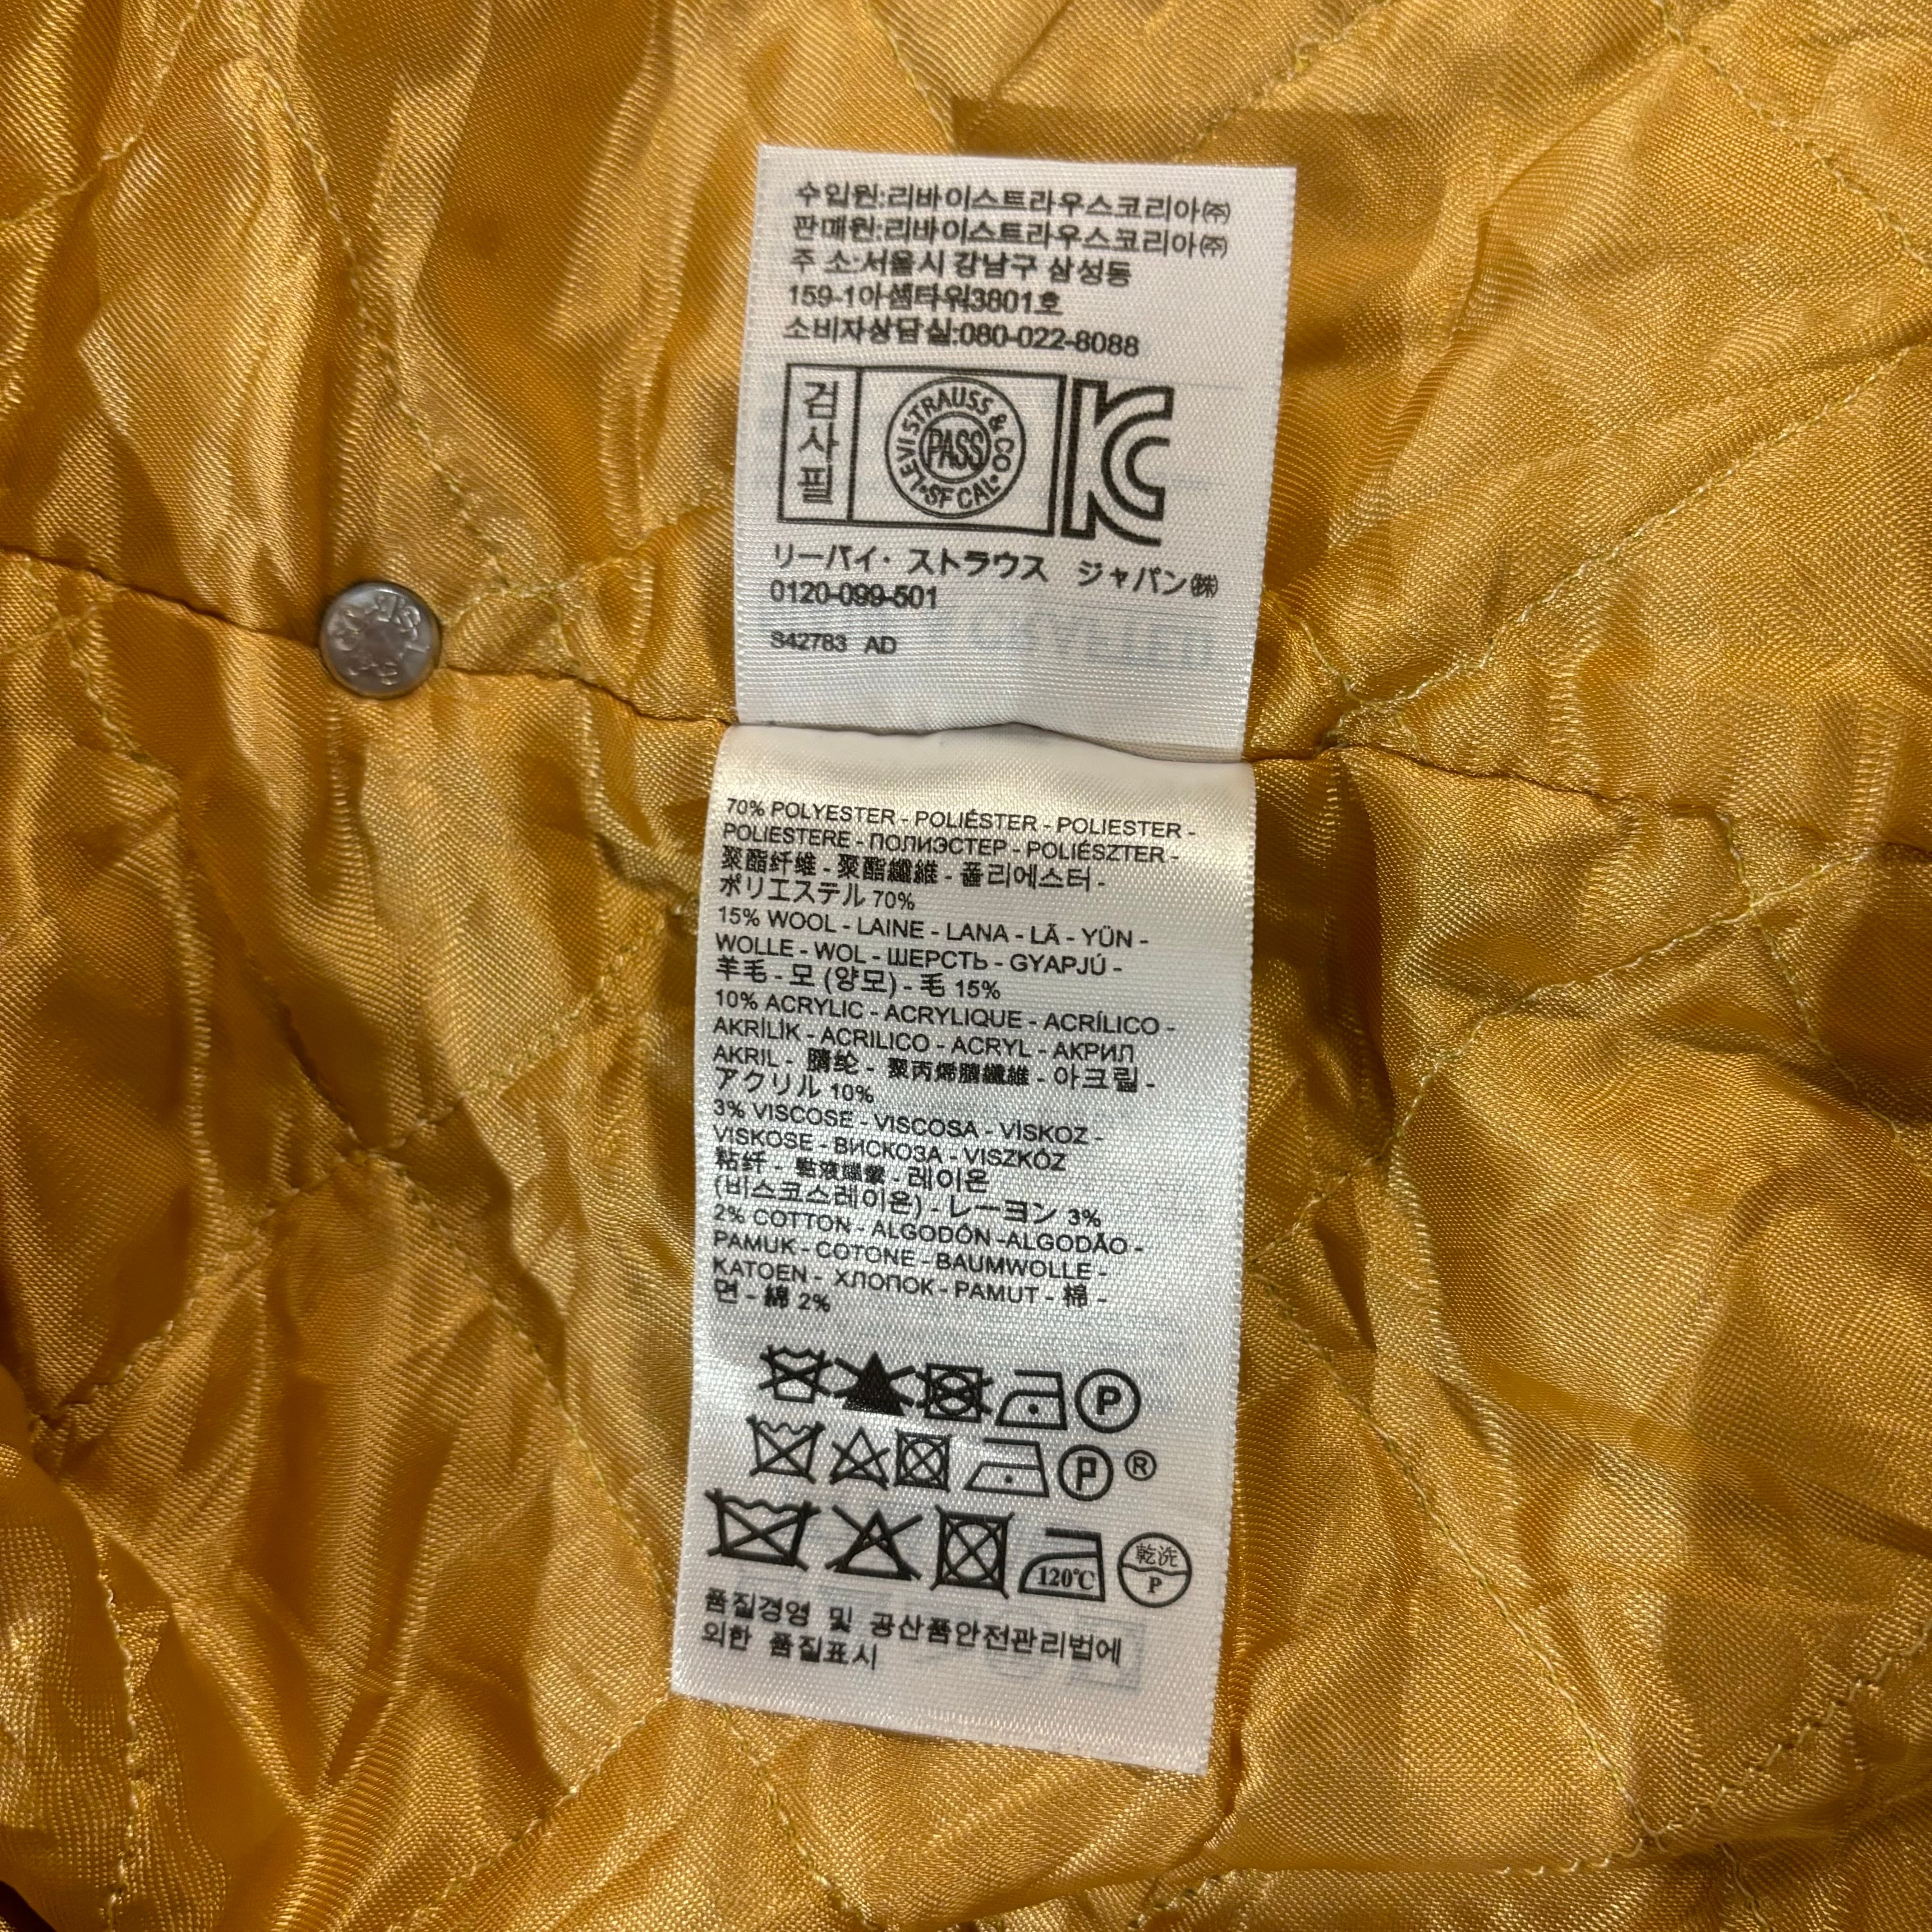 수입원:리바이스트라우스코리아㈜
판매원:리바이스트라우스코리아㈜
주 소:서울시 강남구 삼성동
159-1아셈타워3801호
소비자상담실:080-022-8088
검사필
LEVI STRAUSS & CO
PASS
SF CAL
KC
リーバイ・ストラウス ジャパン㈱
0120-099-501
S42783 AD
70% POLYESTER - POLIÉSTER - POLIESTER -
POLIESTERE - ПОЛИЭСТЕР - POLIÉSZTER -
聚酯纤维 - 聚酯纖維 - 폴리에스터 -
ポリエステル 70%
15% WOOL - LAINE - LANA - LÃ - YÜN -
WOLLE - WOL - ШЕРСТЬ - GYAPJÚ -
羊毛 - 모 (양모) - 毛 15%
10% ACRYLIC - ACRYLIQUE - ACRÍLICO -
AKRİLİK - ACRILICO - ACRYL - АКРИЛ
AKRIL - 腈纶 - 聚丙烯腈纖維 - 아크릴 -
アクリル 10%
3% VISCOSE - VISCOSA - VİSKOZ -
VISKOSE - ВИСКОЗА - VISZKÓZ
粘纤 - - 레이온
(비스코스레이온) - レーヨン 3%
2% COTTON - ALGODÓN -ALGODÃO -
PAMUK - COTONE - BAUMWOLLE -
KATOEN - ХЛОПОК - PAMUT - 棉 -
면 - 綿 2%
P
P ®
120℃ 乾洗 P
품질경영 및 공산품안전관리법에
의한 품질표시